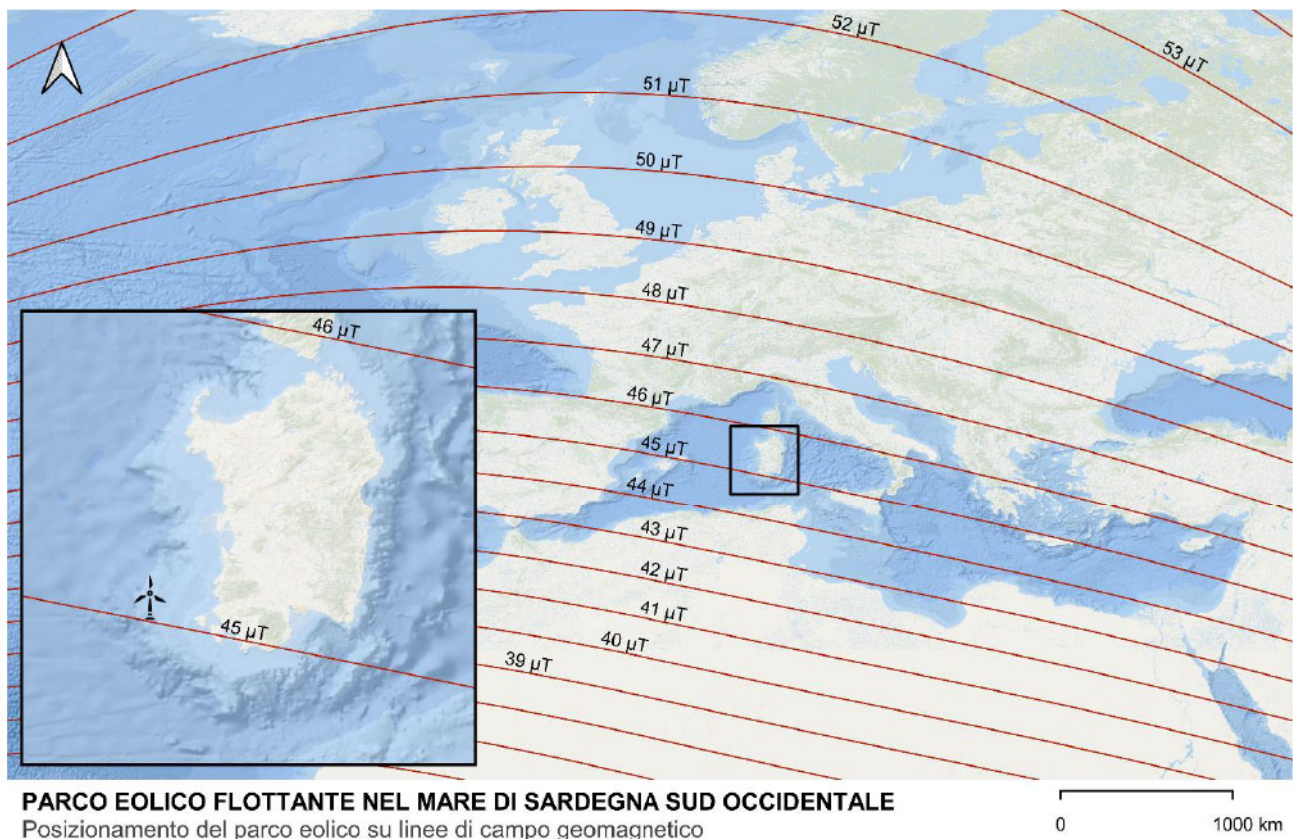 52 µT
53 µT
51 µT
50 µT
49 µT
48 µT
46 µT
47 µT
46 µT
45 µT
44 µT
43 µT
42 µT
41 µT
45 µT
40 µT
39 µT
PARCO EOLICO FLOTTANTE NEL MARE DI SARDEGNA SUD OCCIDENTALE
Posizionamento del parco eolico su linee di campo geomagnetico
0 1000 km